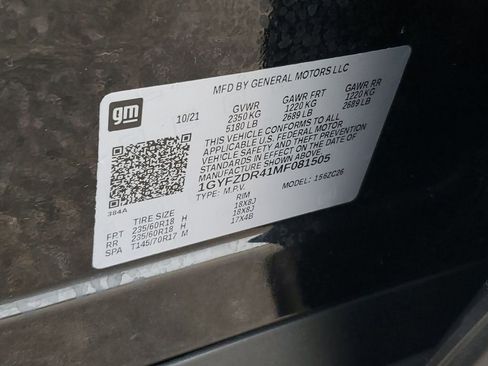 MFD BY GENERAL MOTORS LLC
gm
10/21
GVWR GAWR FRT GAWR RR
2350 KG 1220 KG 1220 KG
5180 LB 2689 LB 2689 LB
THIS VEHICLE CONFORMS TO ALL
APPLICABLE U.S. FEDERAL MOTOR
VEHICLE SAFETY AND THEFT PREVENTION
STANDARDS IN EFFECT ON THE DATE OF
MANUFACTURE SHOWN ABOVE.
1GYFZDR41MF081505
TYPE: M.P.V. MODEL: 1S6ZC26
384A
TIRE SIZE RIM
FPT 235/60R18 H 18X8J
RR 235/60R18 H 18X8J
SPA T145/70R17 M 17X4B